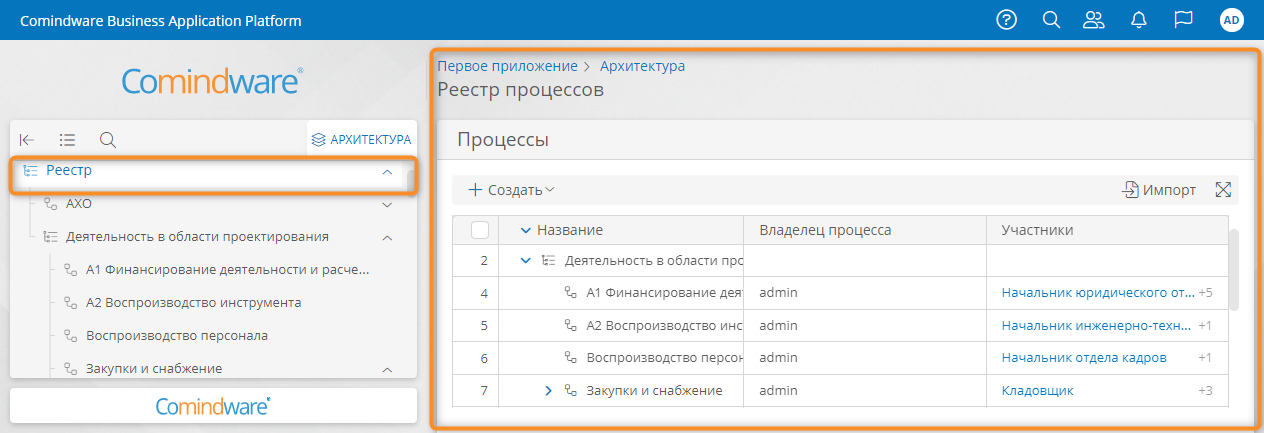 Comindware Business Application Platform
AD
Comindware®
АРХИТЕКТУРА
Реестр
АХО
Деятельность в области проектирования
А1 Финансирование деятельности и расче...
А2 Воспроизводство инструмента
Воспроизводство персонала
Закупки и снабжение
Comindware
Первое приложение > Архитектура
Реестр процессов
Процессы
+ Создать
Импорт
Название Владелец процесса Участники
2 Деятельность в области про
4 А1 Финансирование дея admin Начальник юридического от... +5
5 А2 Воспроизводство инс admin Начальник инженерно-техн... +1
6 Воспроизводство персон admin Начальник отдела кадров +1
7 Закупки и снабжение admin Кладовщик +3